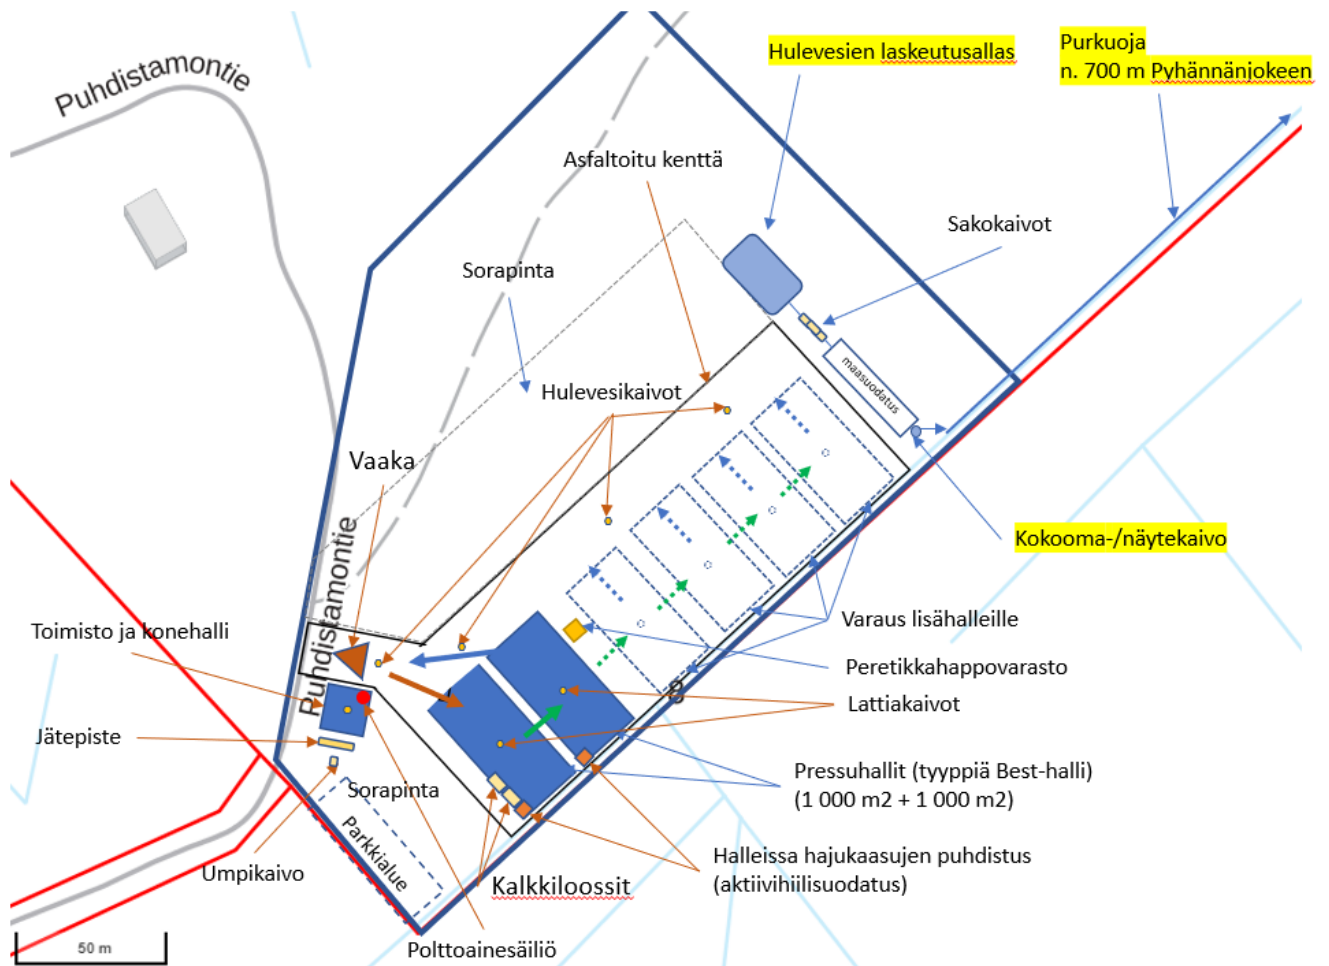 Purkuoja
n. 700 m Pyhännänjokeen
Hulevesien laskeutusallas
Puhdistamontie
Asfaltoitu kenttä
Sakokaivot
Sorapinta
maasuodatus
Hulevesikaivot
Vaaka
Kokooma-/näytekaivo
Puhdistamontie
Toimisto ja konehalli
Varaus lisähalleille
Peretikkahappovarasto
Lattiakaivot
Jätepiste
Pressuhallit (tyyppiä Best-halli)
(1 000 m2 + 1 000 m2)
Sorapinta
Parkkialue
Halleissa hajukaasujen puhdistus
(aktiivihiilisuodatus)
Umpikaivo
Kalkkiloossit
Polttoainesäiliö
50 m